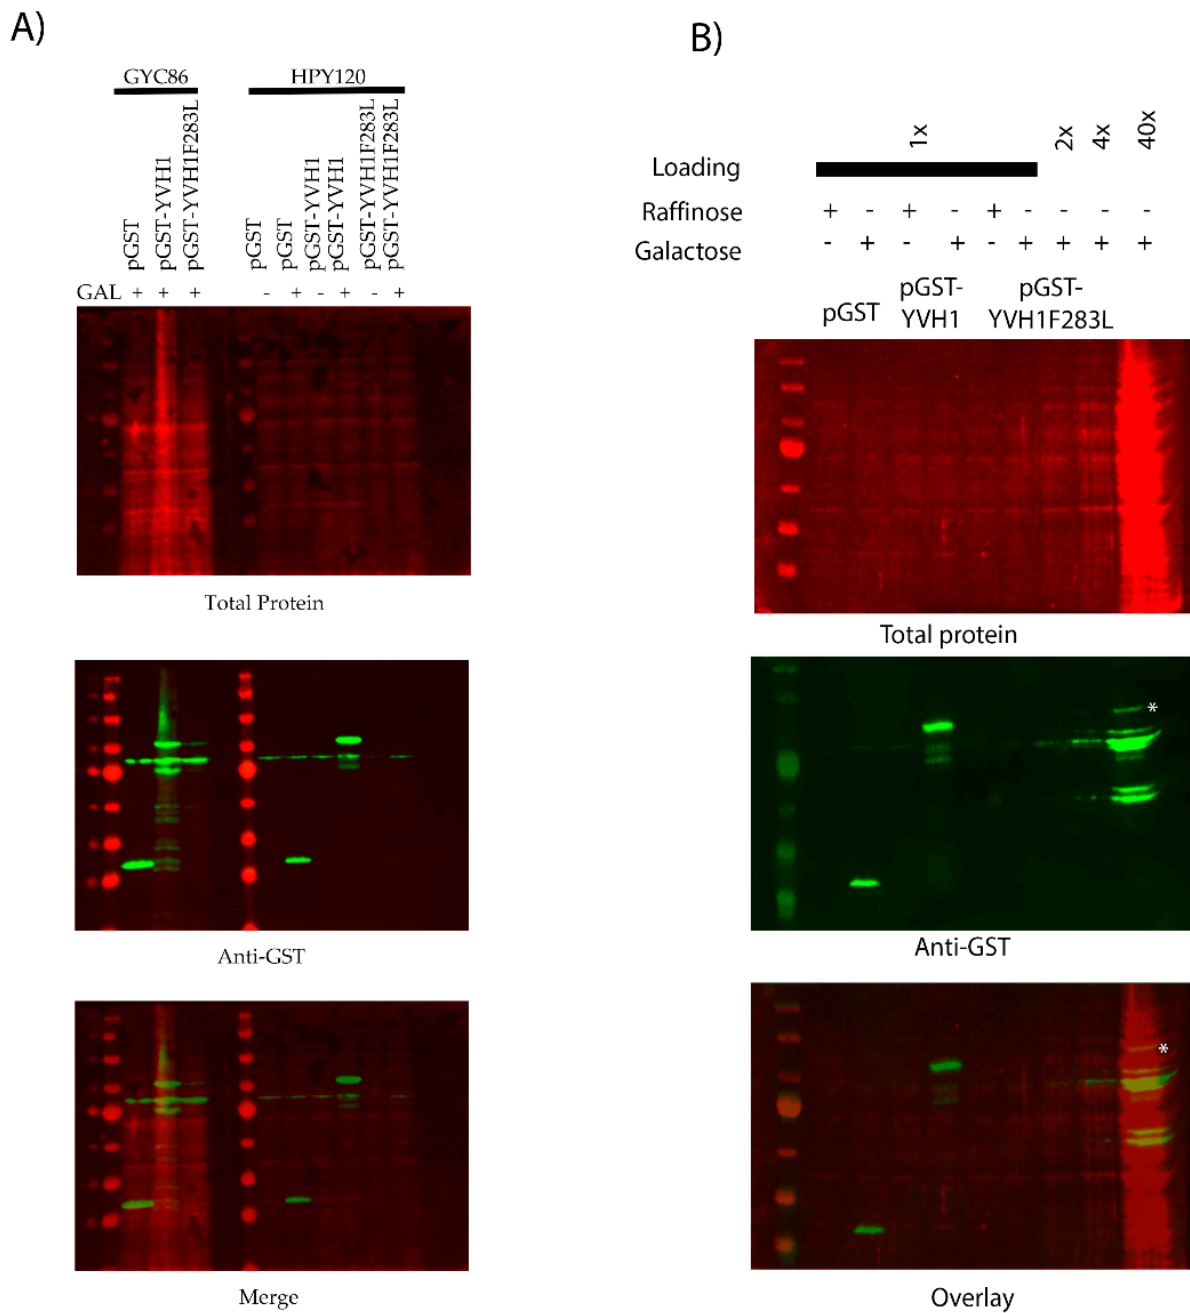 A)
GYC86 HPY120
pGST
pGST-YVH1
pGST-YVH1F283L
pGST
pGST
pGST-YVH1
pGST-YVH1
pGST-YVH1F283L
pGST-YVH1F283L
GAL + + + - + - + - +
Total Protein
Anti-GST
Merge
B)
1x 2x 4x 40x
Loading
Raffinose + - + - + - - - -
Galactose - + - + - + + + +
pGST
pGST-
YVH1
pGST-
YVH1F283L
Total protein
*
Anti-GST
*
Overlay